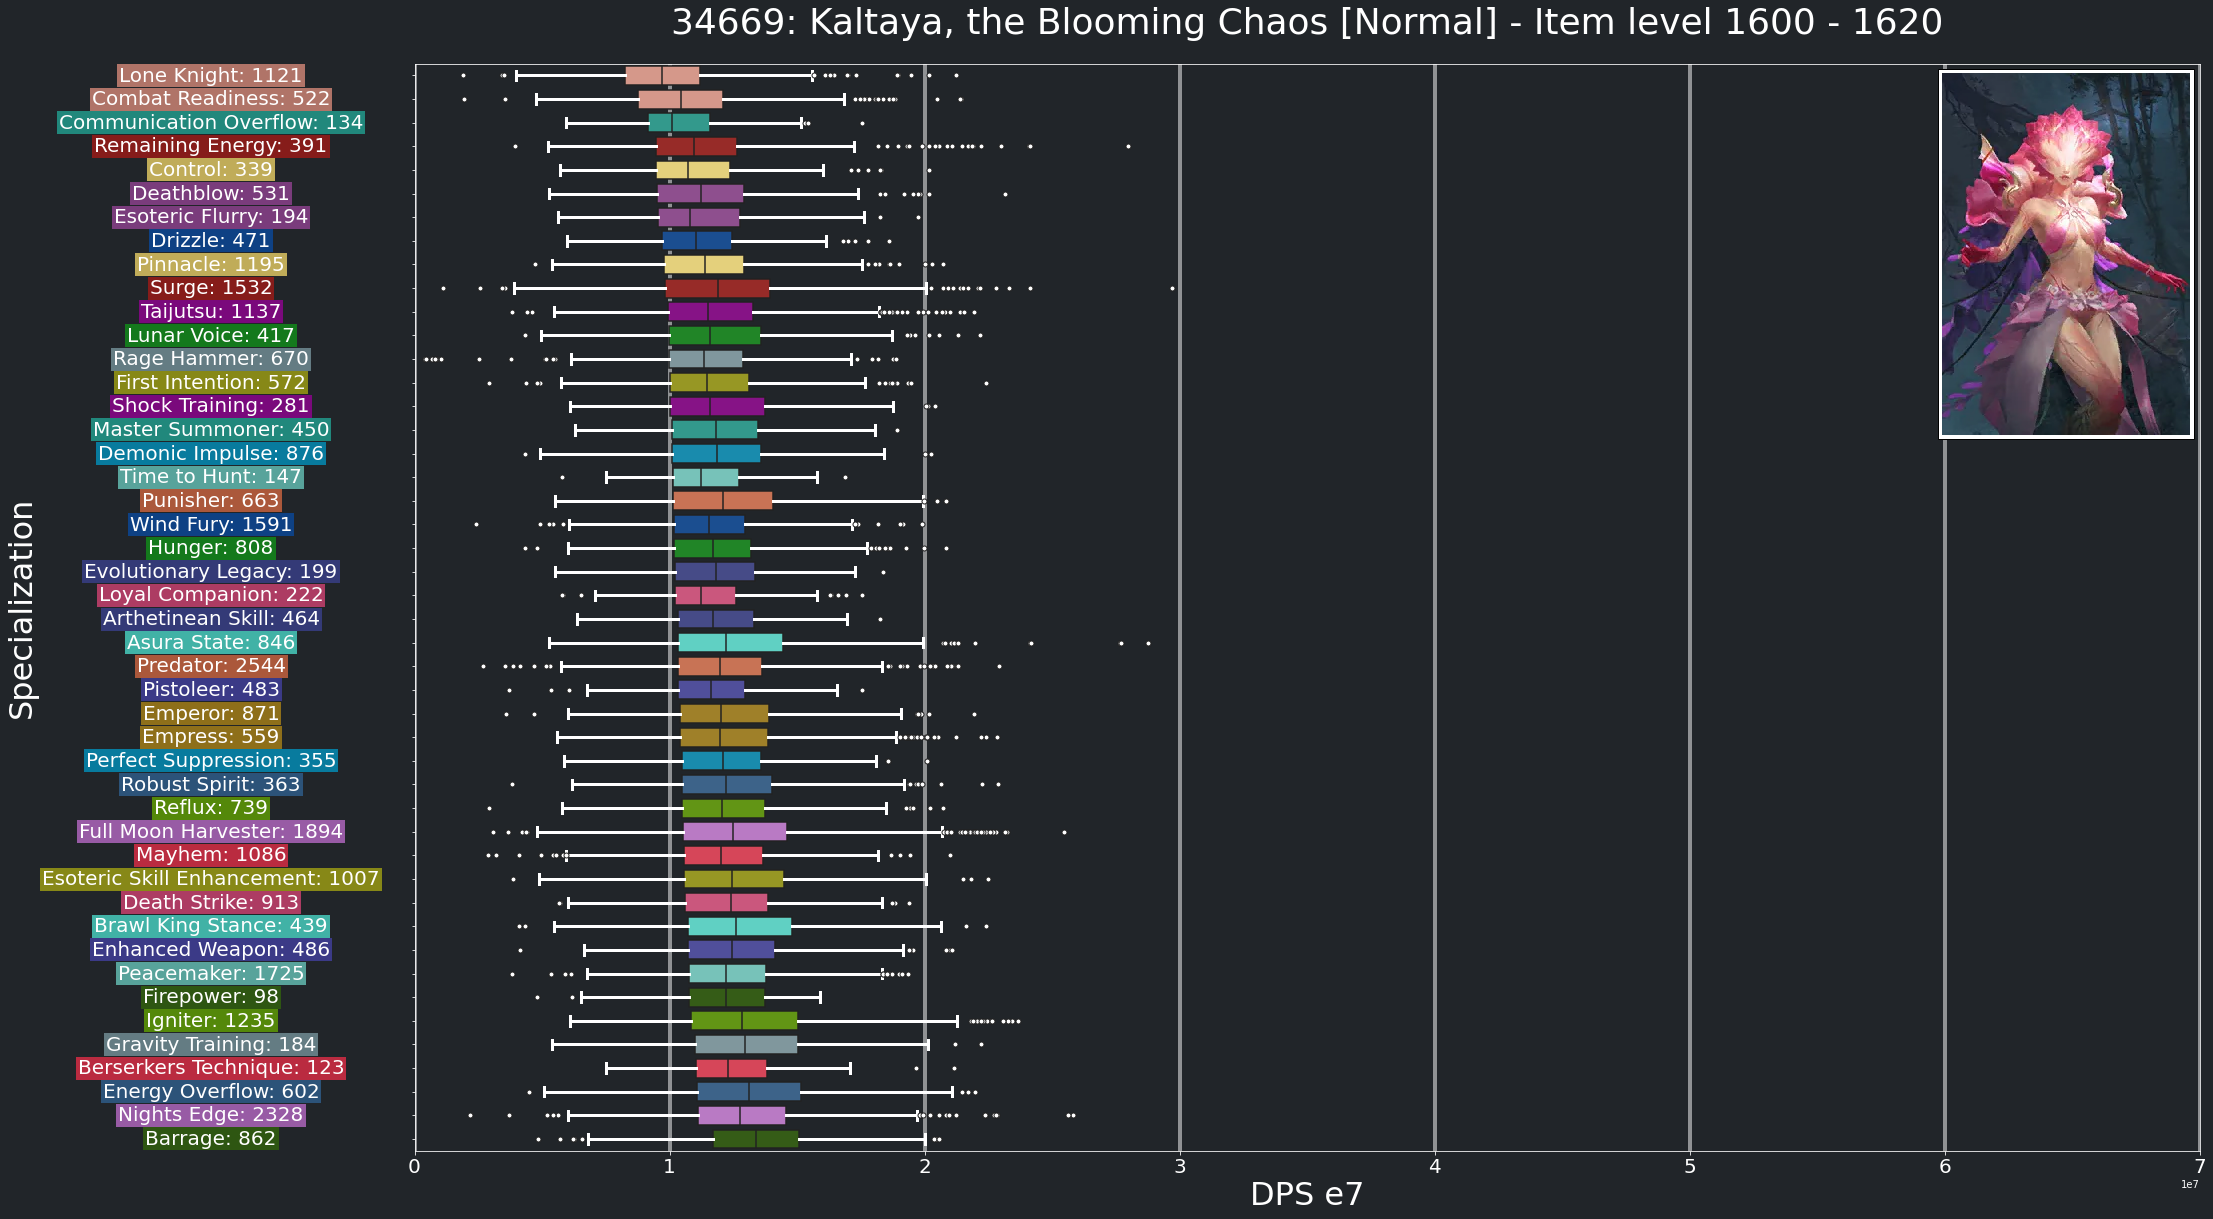 34669: Kaltaya, the Blooming Chaos [Normal] - Item level 1600 - 1620
Specialization
Lone Knight: 1121
Combat Readiness: 522
Communication Overflow: 134
Remaining Energy: 391
Control: 339
Deathblow: 531
Esoteric Flurry: 194
Drizzle: 471
Pinnacle: 1195
Surge: 1532
Taijutsu: 1137
Lunar Voice: 417
Rage Hammer: 670
First Intention: 572
Shock Training: 281
Master Summoner: 450
Demonic Impulse: 876
Time to Hunt: 147
Punisher: 663
Wind Fury: 1591
Hunger: 808
Evolutionary Legacy: 199
Loyal Companion: 222
Arthetinean Skill: 464
Asura State: 846
Predator: 2544
Pistoleer: 483
Emperor: 871
Empress: 559
Perfect Suppression: 355
Robust Spirit: 363
Reflux: 739
Full Moon Harvester: 1894
Mayhem: 1086
Esoteric Skill Enhancement: 1007
Death Strike: 913
Brawl King Stance: 439
Enhanced Weapon: 486
Peacemaker: 1725
Firepower: 98
Igniter: 1235
Gravity Training: 184
Berserkers Technique: 123
Energy Overflow: 602
Nights Edge: 2328
Barrage: 862
0 1 2 3 4 5 6 7
1e7
DPS e7